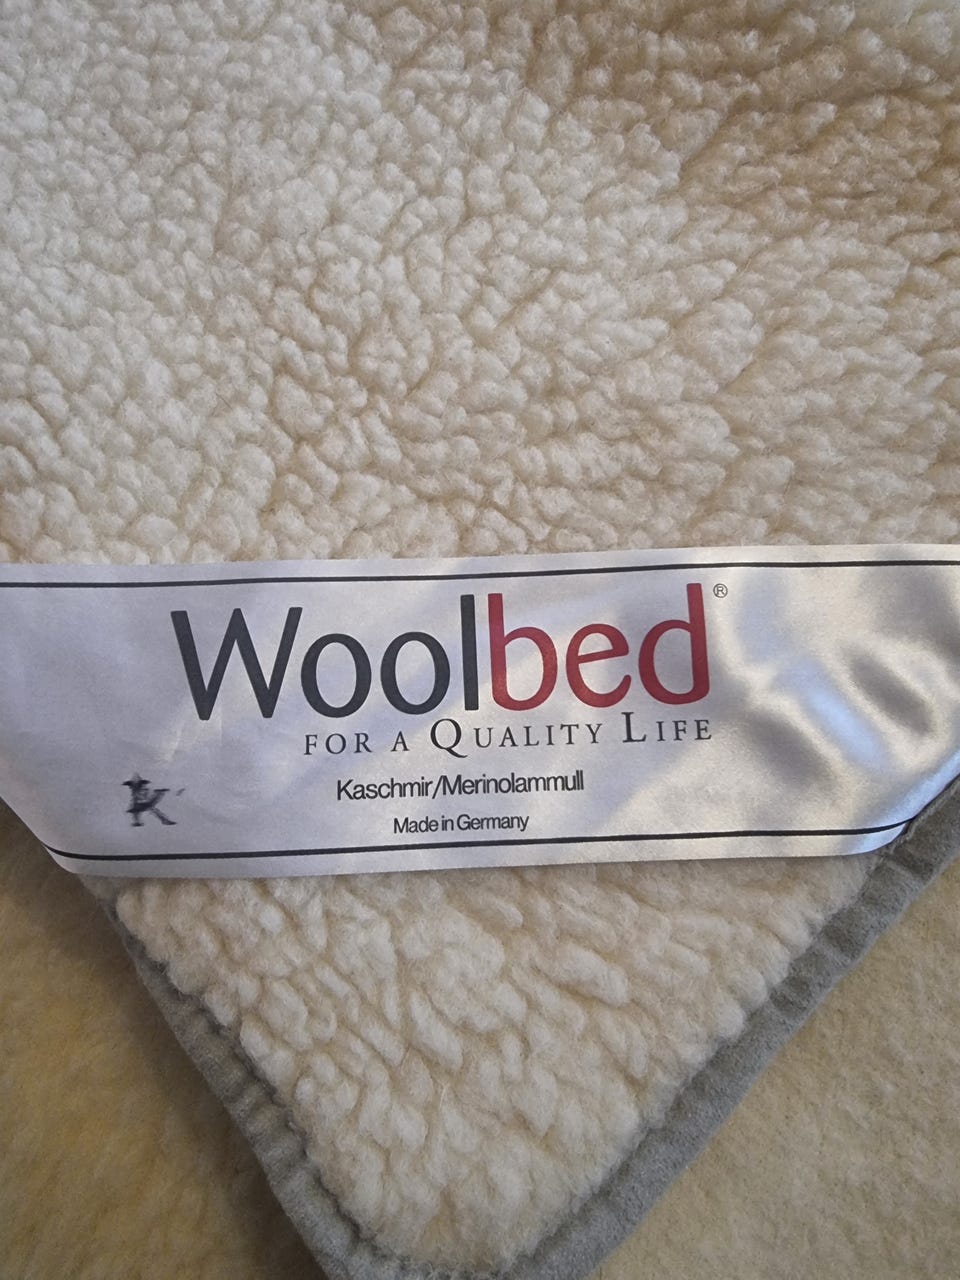 Woolbed®
FOR A QUALITY LIFE
Kaschmir/Merinolammull
K
Made in Germany